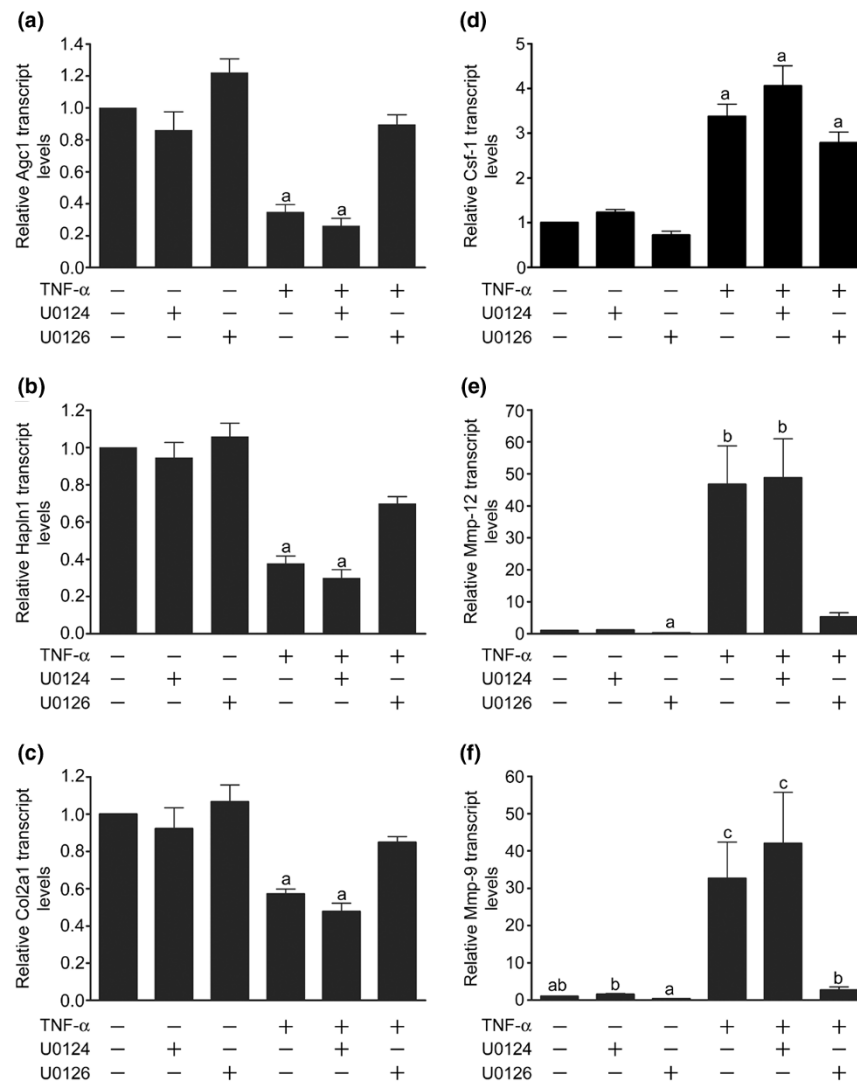 (a)
Relative Agc1 transcript
levels
1.4
1.2
1.0
0.8
0.6
0.4
0.2
0.0
a
a
TNF-α – – – + + +
U0124 – + – – + –
U0126 – – + – – +
(b)
Relative Hapln1 transcript
levels
1.2
1.0
0.8
0.6
0.4
0.2
0.0
a
a
TNF-α – – – + + +
U0124 – + – – + –
U0126 – – + – – +
(c)
Relative Col2a1 transcript
levels
1.2
1.0
0.8
0.6
0.4
0.2
0.0
a
a
TNF-α – – – + + +
U0124 – + – – + –
U0126 – – + – – +
(d)
Relative Csf-1 transcript
levels
5
4
3
2
1
0
a
a
a
TNF-α – – – + + +
U0124 – + – – + –
U0126 – – + – – +
(e)
Relative Mmp-12 transcript
levels
70
60
50
40
30
20
10
0
a
b
b
TNF-α – – – + + +
U0124 – + – – + –
U0126 – – + – – +
(f)
Relative Mmp-9 transcript
levels
60
50
40
30
20
10
0
ab
b
a
c
c
b
TNF-α – – – + + +
U0124 – + – – + –
U0126 – – + – – +